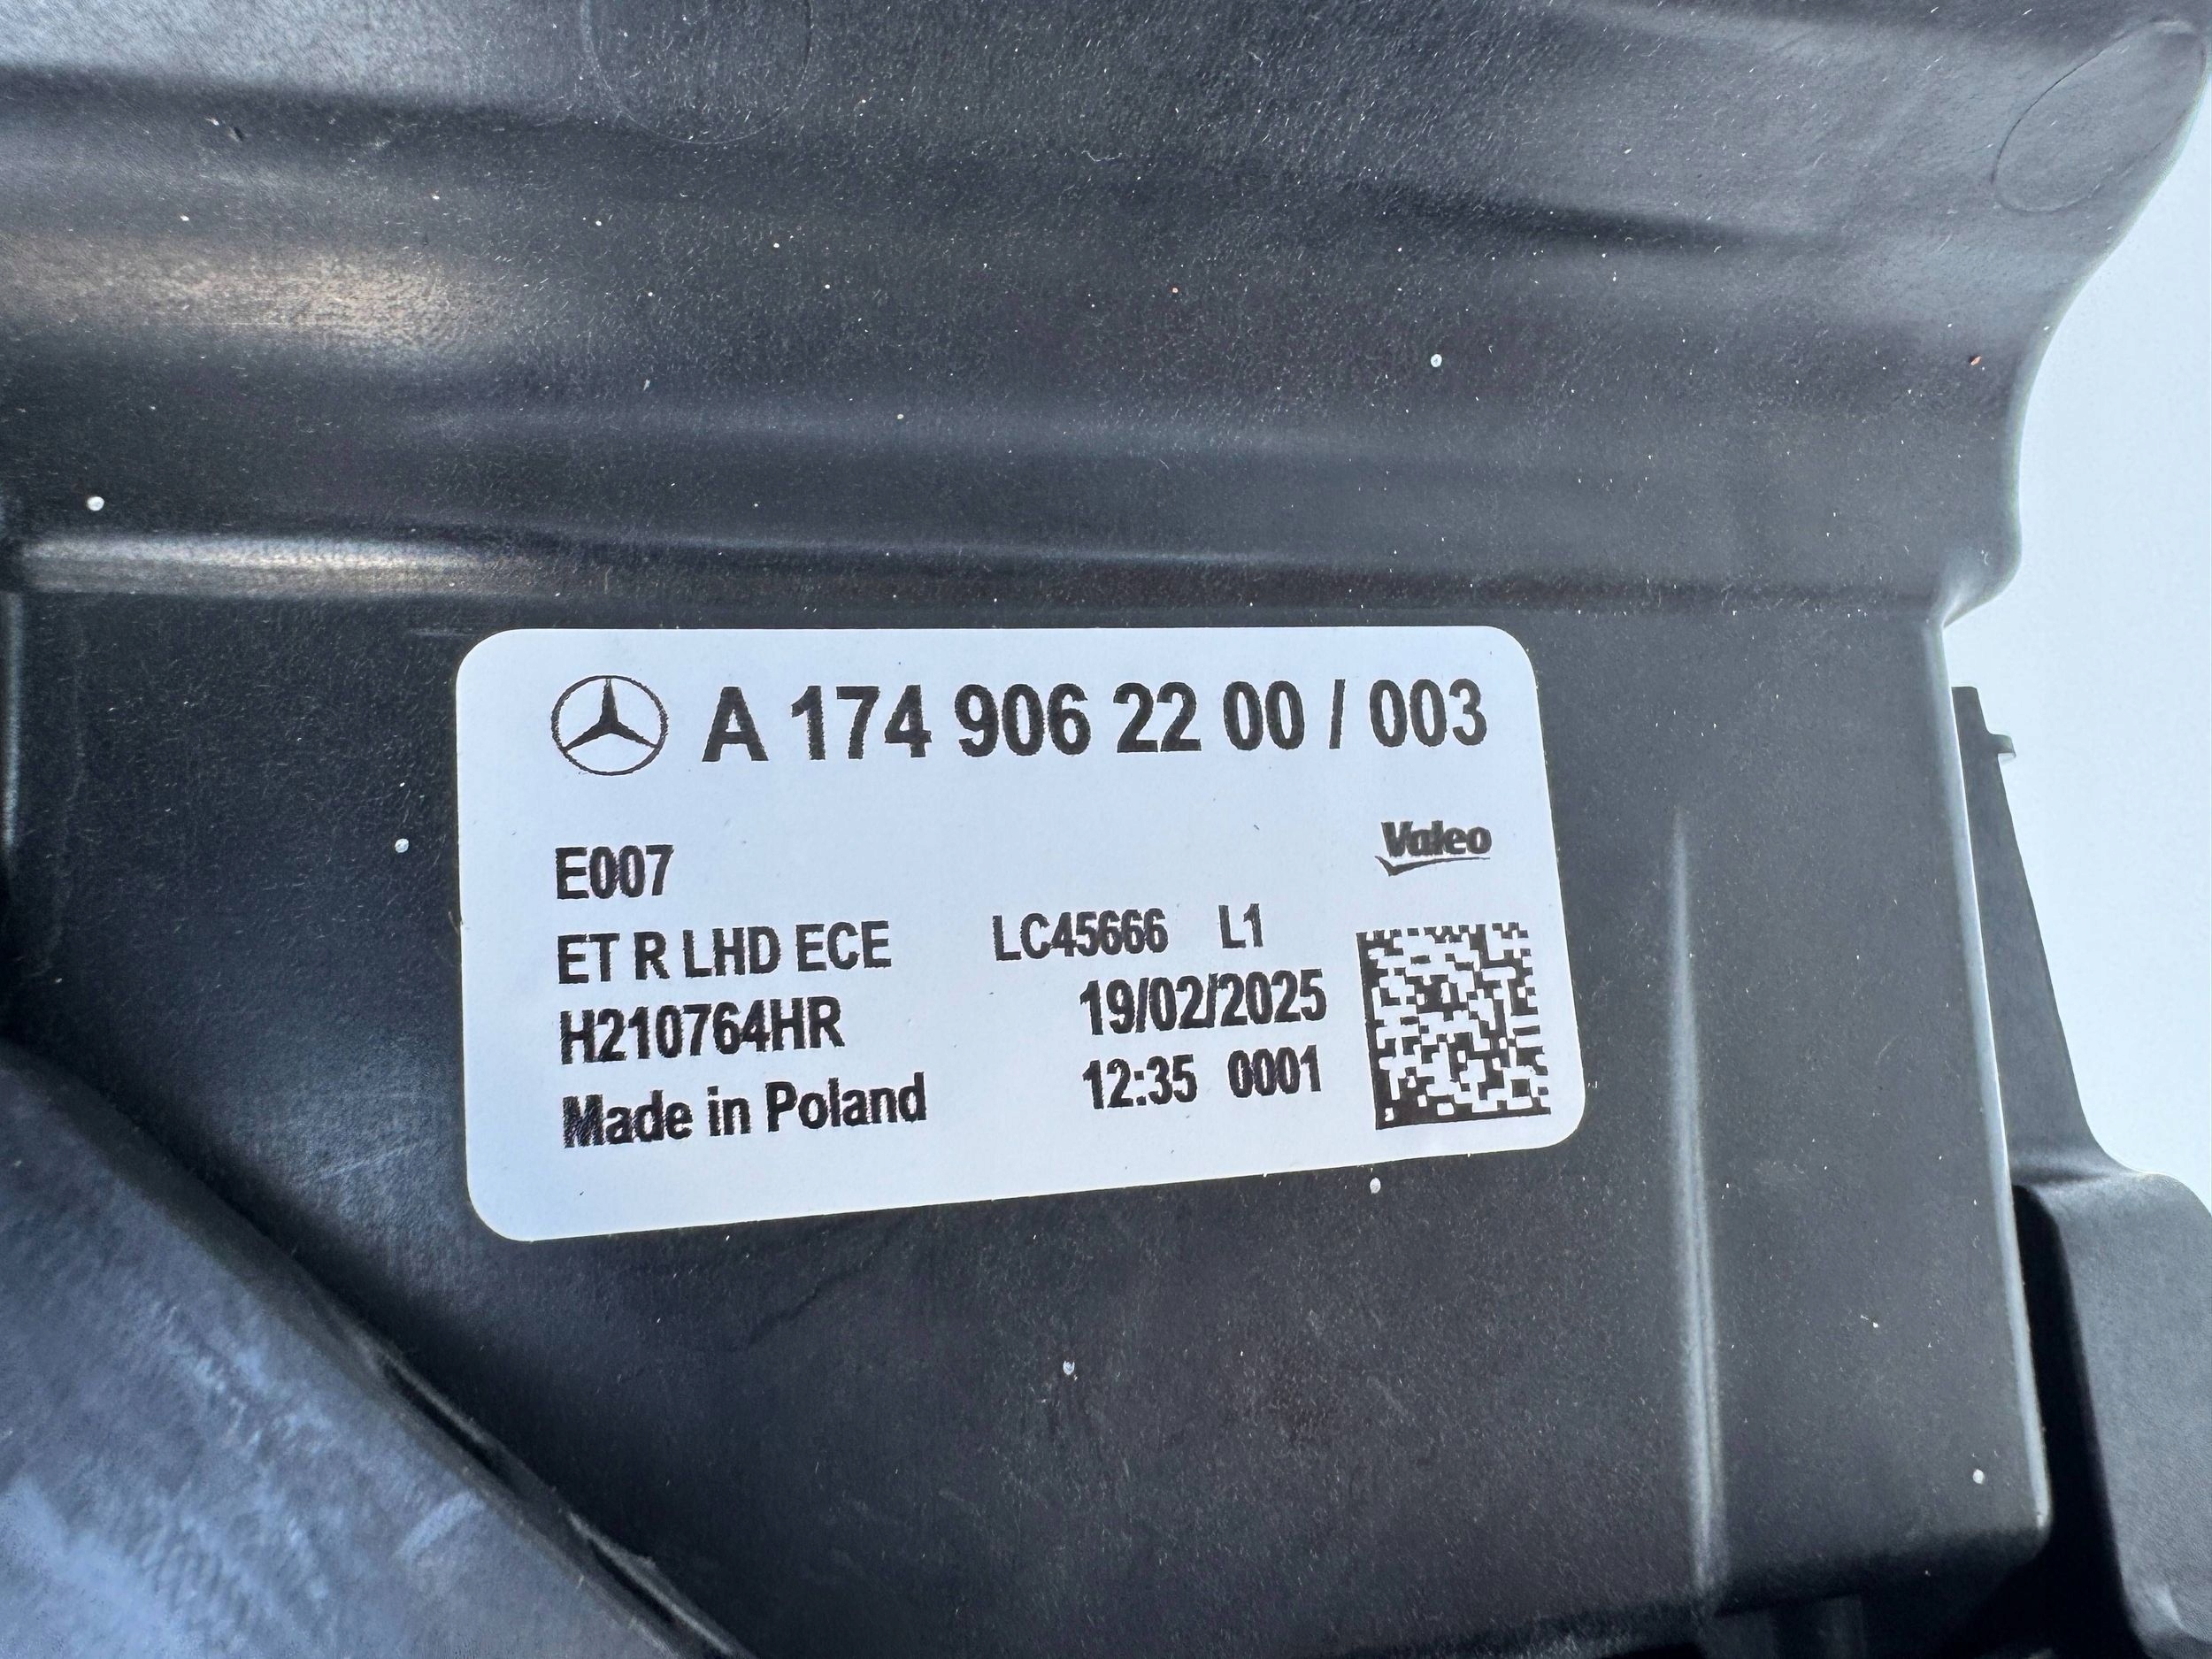 A 174 906 22 00 / 003
Valeo
E007
ET R LHD ECE LC45666 L1
H210764HR 19/02/2025
Made in Poland 12:35 0001